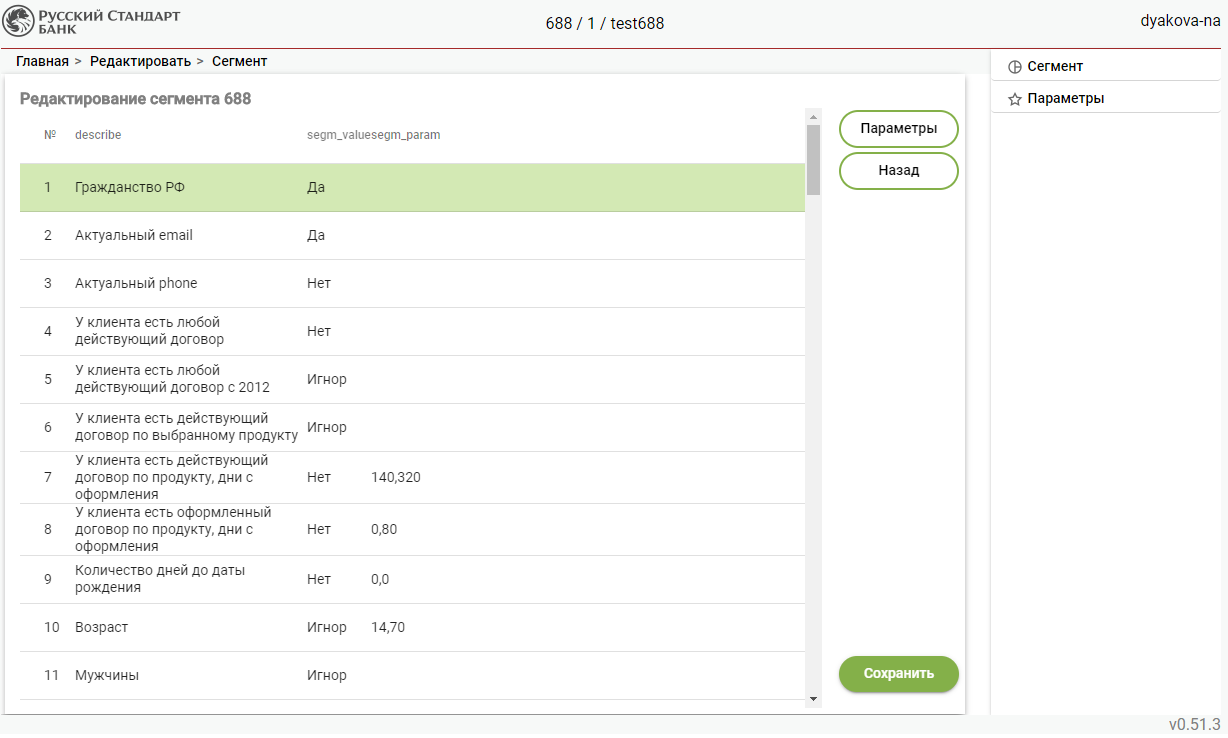 Русский Стандарт
БАНК
688 / 1 / test688
dyakova-na
Главная > Редактировать > Сегмент
Сегмент
Параметры
Редактирование сегмента 688
№ describe segm_valuesegm_param
1 Гражданство РФ Да
2 Актуальный email Да
3 Актуальный phone Нет
4 У клиента есть любой
действующий договор Нет
5 У клиента есть любой
действующий договор с 2012 Игнор
6 У клиента есть действующий
договор по выбранному продукту Игнор
7 У клиента есть действующий
договор по продукту, дни с
оформления Нет 140,320
8 У клиента есть оформленный
договор по продукту, дни с
оформления Нет 0,80
9 Количество дней до даты
рождения Нет 0,0
10 Возраст Игнор 14,70
11 Мужчины Игнор
Параметры
Назад
Сохранить
v0.51.3